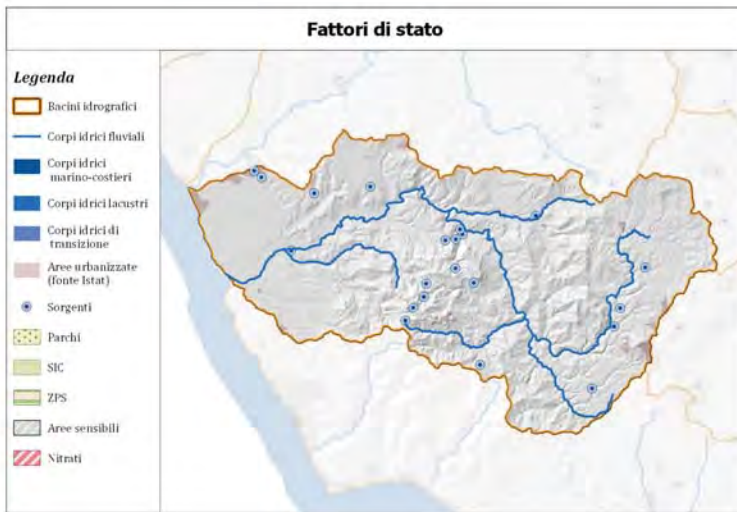 Fattori di stato
Legenda
Bacini idrografici
Corpi idrici fluviali
Corpi idrici
marino-costieri
Corpi idrici lacustri
Corpi idrici di
transizione
Aree urbanizzate
(fonte Istat)
Sorgenti
Parchi
SIC
ZPS
Aree sensibili
Nitrati